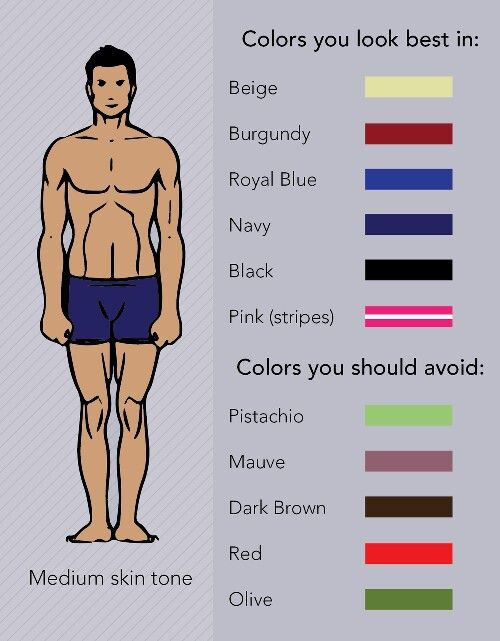 Colors you look best in:
Beige
Burgundy
Royal Blue
Navy
Black
Pink (stripes)
Colors you should avoid:
Pistachio
Mauve
Dark Brown
Red
Olive
Medium skin tone